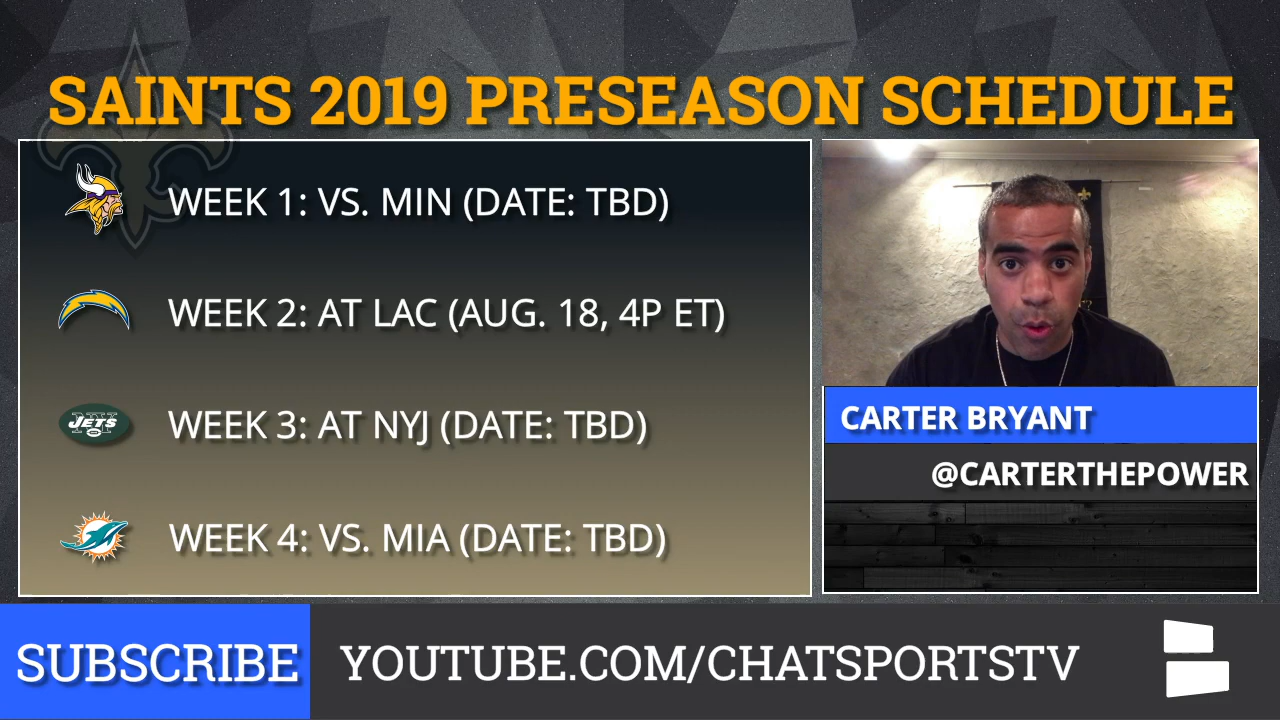 SAINTS 2019 PRESEASON SCHEDULE
WEEK 1: VS. MIN (DATE: TBD)
WEEK 2: AT LAC (AUG. 18, 4P ET)
JETS
WEEK 3: AT NYJ (DATE: TBD)
WEEK 4: VS. MIA (DATE: TBD)
CARTER BRYANT
@CARTERTHEPOWER
SUBSCRIBE
YOUTUBE.COM/CHATSPORTSTV